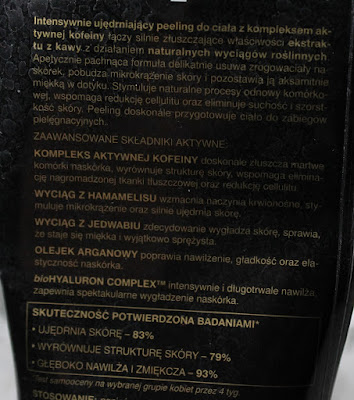 Intensywnie ujędrniający peeling do ciała z kompleksem ak-
tywnej kofeiny łączy silnie złuszczające właściwości ekstrak-
tu z kawy z działaniem naturalnych wyciągów roślinnych.
Apetycznie pachnąca formuła delikatnie usuwa zrogowaciały na-
skórek, pobudza mikrokrążenie skóry i pozostawia ją aksamitnie
miękką w dotyku. Stymuluje naturalne procesy odnowy komórko-
wej, wspomaga redukcję cellulitu oraz eliminuje suchość i szorst-
kość skóry. Peeling doskonale przygotowuje ciało do zabiegów
pielęgnacyjnych.
ZAAWANSOWANE SKŁADNIKI AKTYWNE:
KOMPLEKS AKTYWNEJ KOFEINY doskonale złuszcza martwe
komórki naskórka, wyrównuje strukturę skóry, wspomaga elimina-
cję nagromadzonej tkanki tłuszczowej oraz redukcję cellulitu
WYCIĄG Z HAMAMELISU wzmacnia naczynia krwionośne, sty-
muluje mikrokrążenie oraz silnie ujędrnia skórę.
WYCIĄG Z JEDWABIU zdecydowanie wygładza skórę, sprawia,
że staje się miękka i wyjątkowo sprężysta.
OLEJEK ARGANOWY poprawia nawilżenie, gładkość oraz ela-
styczność naskórka.
bioHYALURON COMPLEX™ intensywnie i długotrwale nawilża,
zapewnia spektakularne wygładzenie naskórka.
SKUTECZNOŚĆ POTWIERDZONA BADANIAMI*
• UJĘDRNIA SKÓRĘ – 83%
• WYRÓWNUJE STRUKTURĘ SKÓRY – 79%
• GŁĘBOKO NAWILŻA I ZMIĘKCZA – 93%
*Test samooceny na wybranej grupie kobiet przez 4 tyg.
STOSOWANIE: